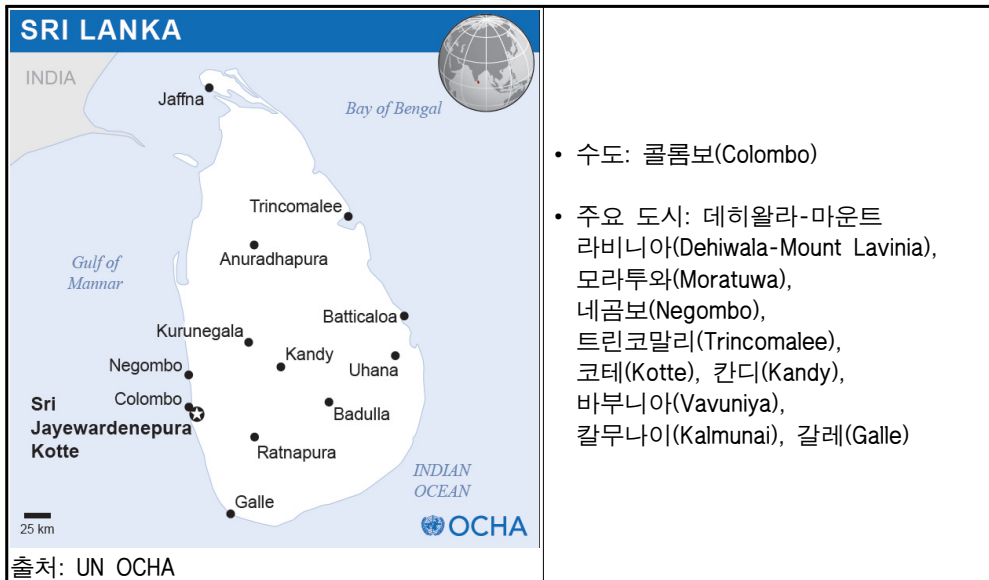 SRI LANKA
INDIA
Jaffna
Bay of Bengal
Trincomalee
Anuradhapura
Gulf of
Mannar
Batticaloa
Kurunegala
Kandy
Uhana
Negombo
Colombo
Badulla
Sri
Jayewardenepura
Kotte
Ratnapura
INDIAN
OCEAN
Galle
25 km
OCHA
출처: UN OCHA
• 수도: 콜롬보(Colombo)
• 주요 도시: 데히왈라-마운트
라비니아(Dehiwala-Mount Lavinia),
모라투와(Moratuwa),
네곰보(Negombo),
트린코말리(Trincomalee),
코테(Kotte), 칸디(Kandy),
바부니아(Vavuniya),
칼무나이(Kalmunai), 갈레(Galle)